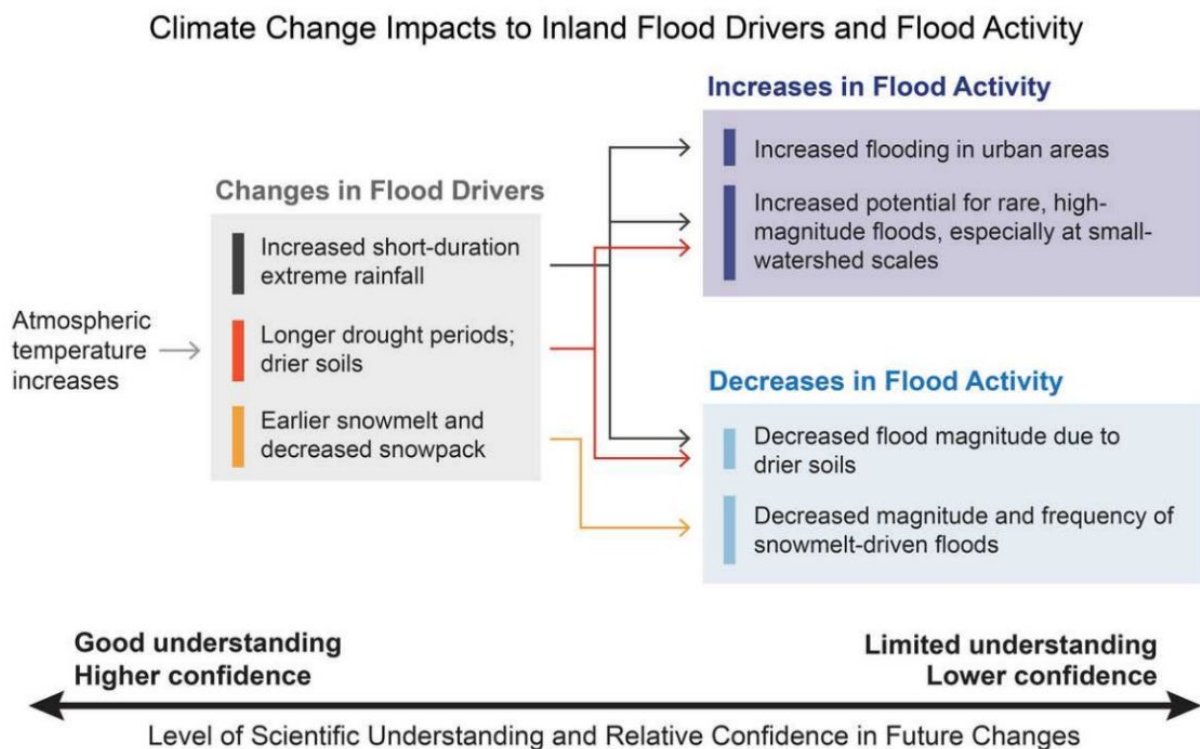 Climate Change Impacts to Inland Flood Drivers and Flood Activity
Increases in Flood Activity
Increased flooding in urban areas
Increased potential for rare, high-
magnitude floods, especially at small-
watershed scales
Changes in Flood Drivers
Increased short-duration
extreme rainfall
Longer drought periods;
drier soils
Earlier snowmelt and
decreased snowpack
Atmospheric
temperature
increases
Decreases in Flood Activity
Decreased flood magnitude due to
drier soils
Decreased magnitude and frequency of
snowmelt-driven floods
Good understanding
Higher confidence
Limited understanding
Lower confidence
Level of Scientific Understanding and Relative Confidence in Future Changes